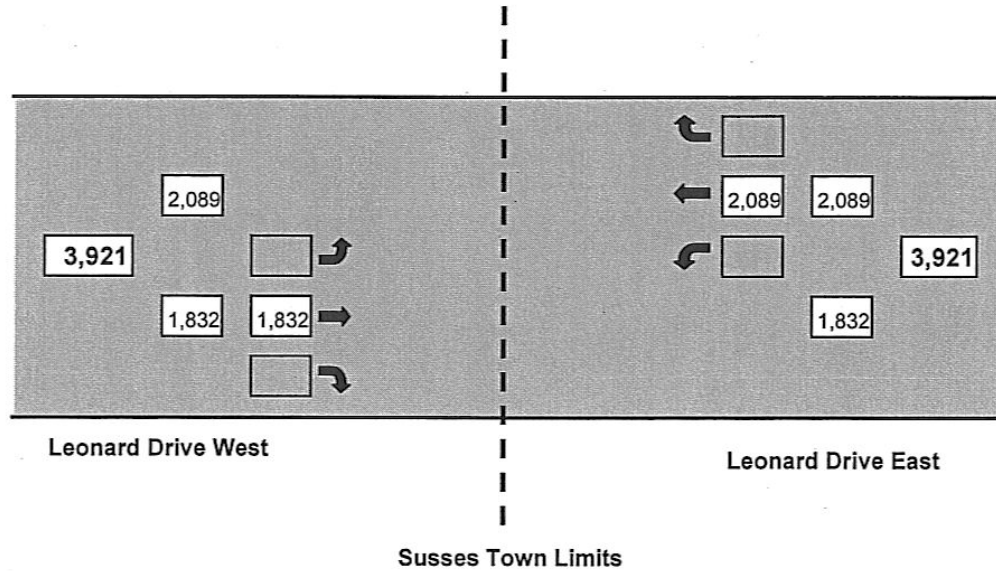 2,089
2,089 2,089
3,921
3,921
1,832 1,832
1,832
Leonard Drive West
Leonard Drive East
Susses Town Limits